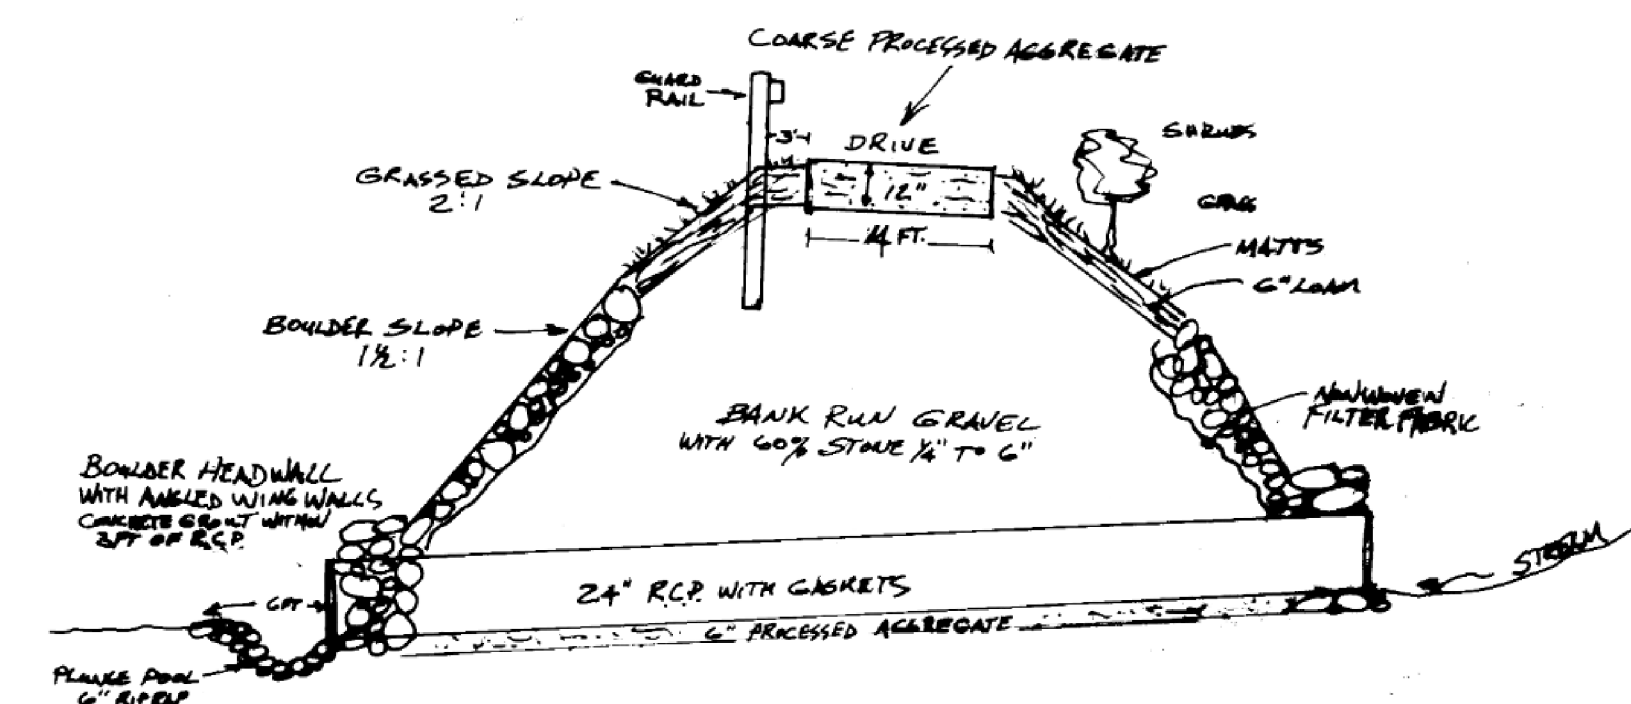 COARSE PROCESSED AGGREGATE
GUARD
RAIL
3'
DRIVE
SHRUBS
GRASSED SLOPE
2:1
12"
GRASS
FT.
MATTS
6" LOAM
BOULDER SLOPE
1½:1
NONWOVEN
FILTER FABRIC
BANK RUN GRAVEL
WITH 60% STONE ¼" TO 6"
BOULDER HEADWALL
WITH ANGLED WING WALLS
CONCRETE GROUT WITHIN
3FT OF R.C.P.
STREAM
24" R.C.P. WITH GASKETS
6FT
6" PROCESSED AGGREGATE
PLUNGE POOL
6" RIPRAP